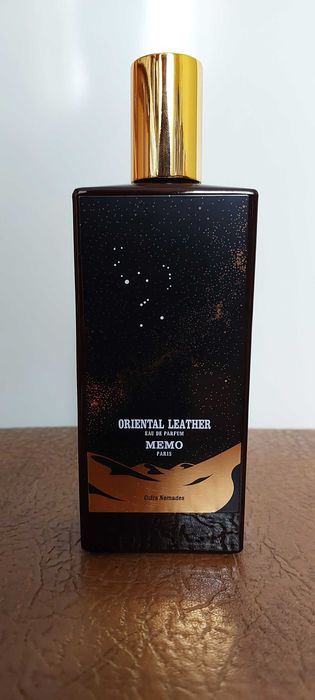 ORIENTAL LEATHER
EAU DE PARFUM
MEMO
PARIS
Cuirs Nomades